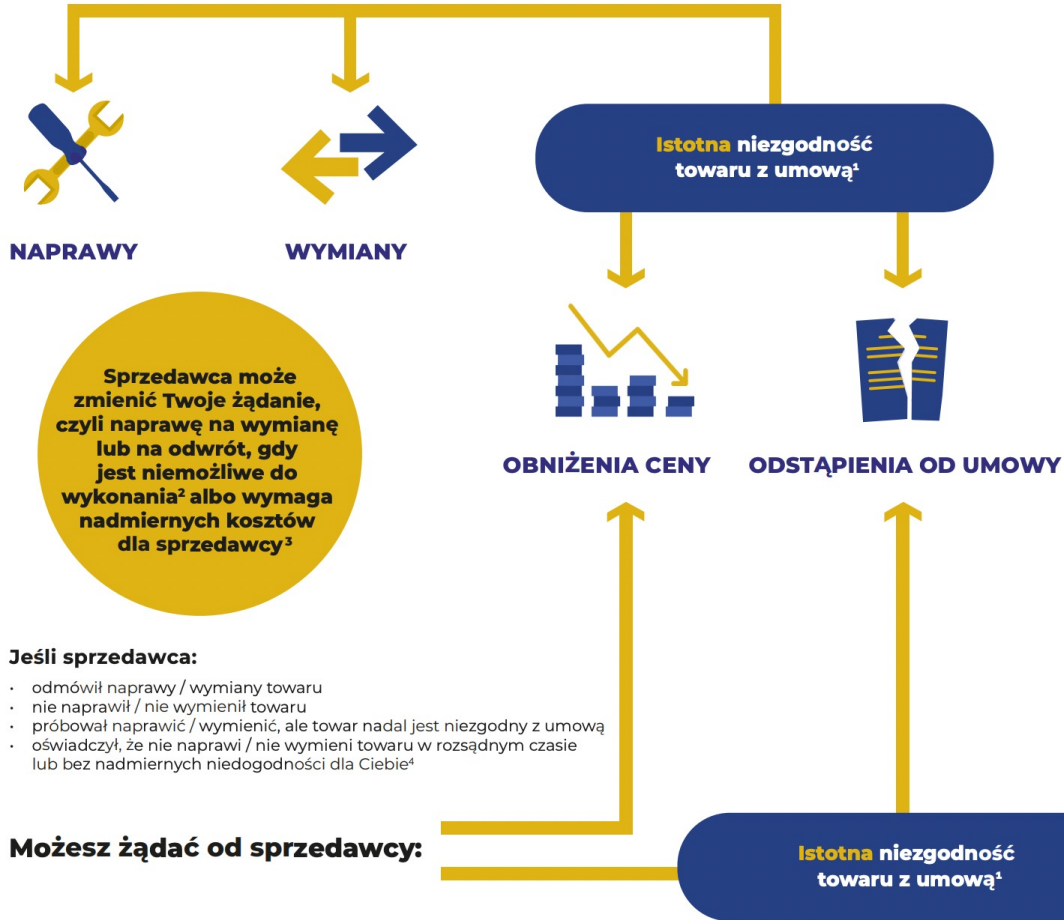 Istotna niezgodność
towaru z umową¹
NAPRAWY
WYMIANY
Sprzedawca może
zmienić Twoje żądanie,
czyli naprawę na wymianę
lub na odwrót, gdy
jest niemożliwe do
wykonania² albo wymaga
nadmiernych kosztów
dla sprzedawcy³
OBNIŻENIA CENY
ODSTĄPIENIA OD UMOWY
Jeśli sprzedawca:
• odmówił naprawy / wymiany towaru
• nie naprawił / nie wymienił towaru
• próbował naprawić / wymienić, ale towar nadal jest niezgodny z umową
• oświadczył, że nie naprawi / nie wymieni towaru w rozsądnym czasie
lub bez nadmiernych niedogodności dla Ciebie⁴
Możesz żądać od sprzedawcy:
Istotna niezgodność
towaru z umową¹